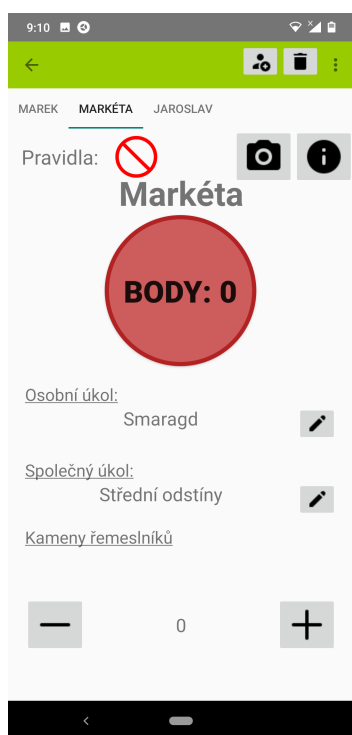 9:10
MAREK MARKÉTA JAROSLAV
Pravidla:
Markéta
BODY: 0
Osobní úkol:
Smaragd
Společný úkol:
Střední odstíny
Kameny řemeslníků
0